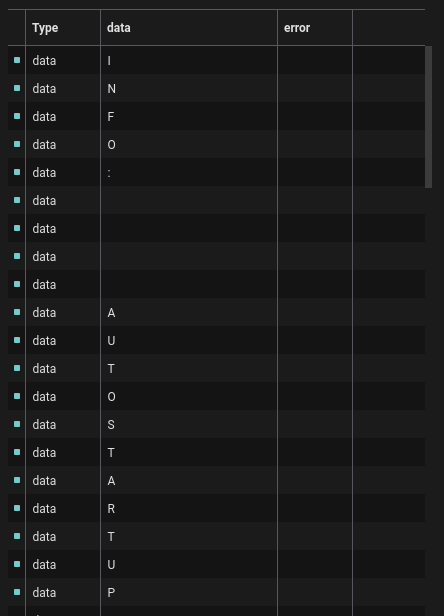 Type data error
data I
data N
data F
data O
data :
data
data
data
data
data A
data U
data T
data O
data S
data T
data A
data R
data T
data U
data P